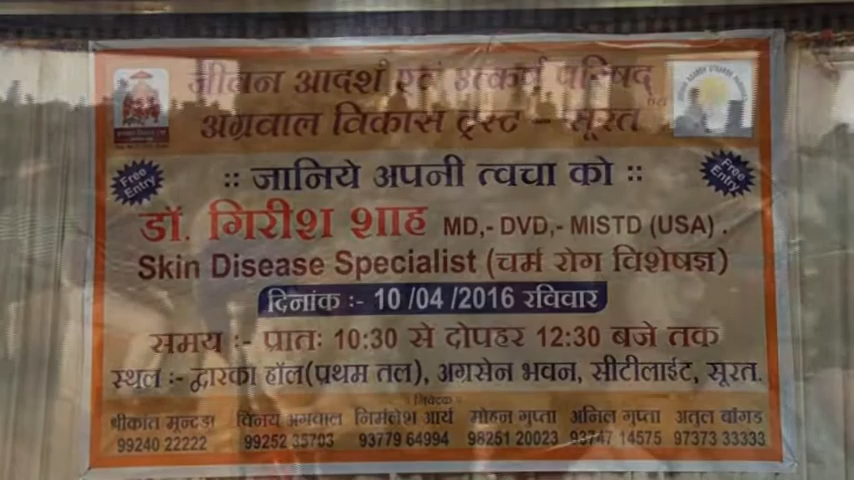 जीवन आदर्श एवं उत्कर्ष परिषद्
एवं
अग्रवाल विकास ट्रस्ट - सूरत
Free Entry
:: जानिये अपनी त्वचा को ::
Free Entry
डॉ. गिरीश शाह MD,- DVD,- MISTD (USA) .
Skin Disease Specialist (चर्म रोग विशेषज्ञ)
दिनांक :- 10 /04 /2016 रविवार
समय :- प्रातः 10:30 से दोपहर 12:30 बजे तक
स्थल :- द्वारका हॉल(प्रथम तल), अग्रसेन भवन, सीटीलाईट, सूरत.
: निवेदक :
श्रीकांत मुन्दड़ा विनय अग्रवाल निर्मलेश आर्य मोहन गुप्ता अनिल गुप्ता अतुल बाँगड
99240 22222 99252 35703 93779 64994 98251 20023 93747 14575 97373 33333